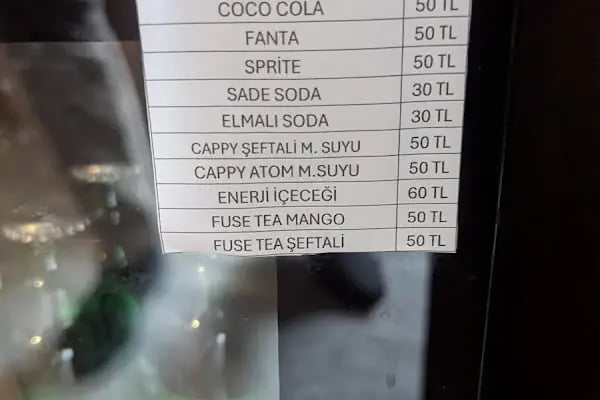 COCO COLA 50 TL
FANTA 50 TL
SPRİTE 50 TL
SADE SODA 30 TL
ELMALI SODA 30 TL
CAPPY ŞEFTALİ M. SUYU 50 TL
CAPPY ATOM M.SUYU 50 TL
ENERJİ İÇECEĞİ 60 TL
FUSE TEA MANGO 50 TL
FUSE TEA ŞEFTALİ 50 TL